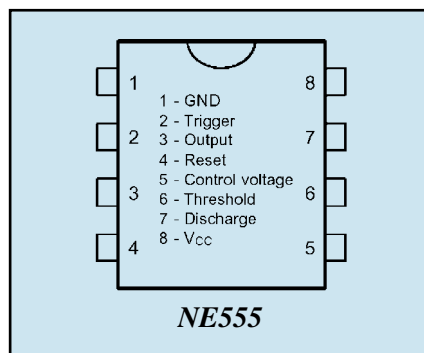 1
2
3
4
8
7
6
5
1 - GND
2 - Trigger
3 - Output
4 - Reset
5 - Control voltage
6 - Threshold
7 - Discharge
8 - Vcc
NE555